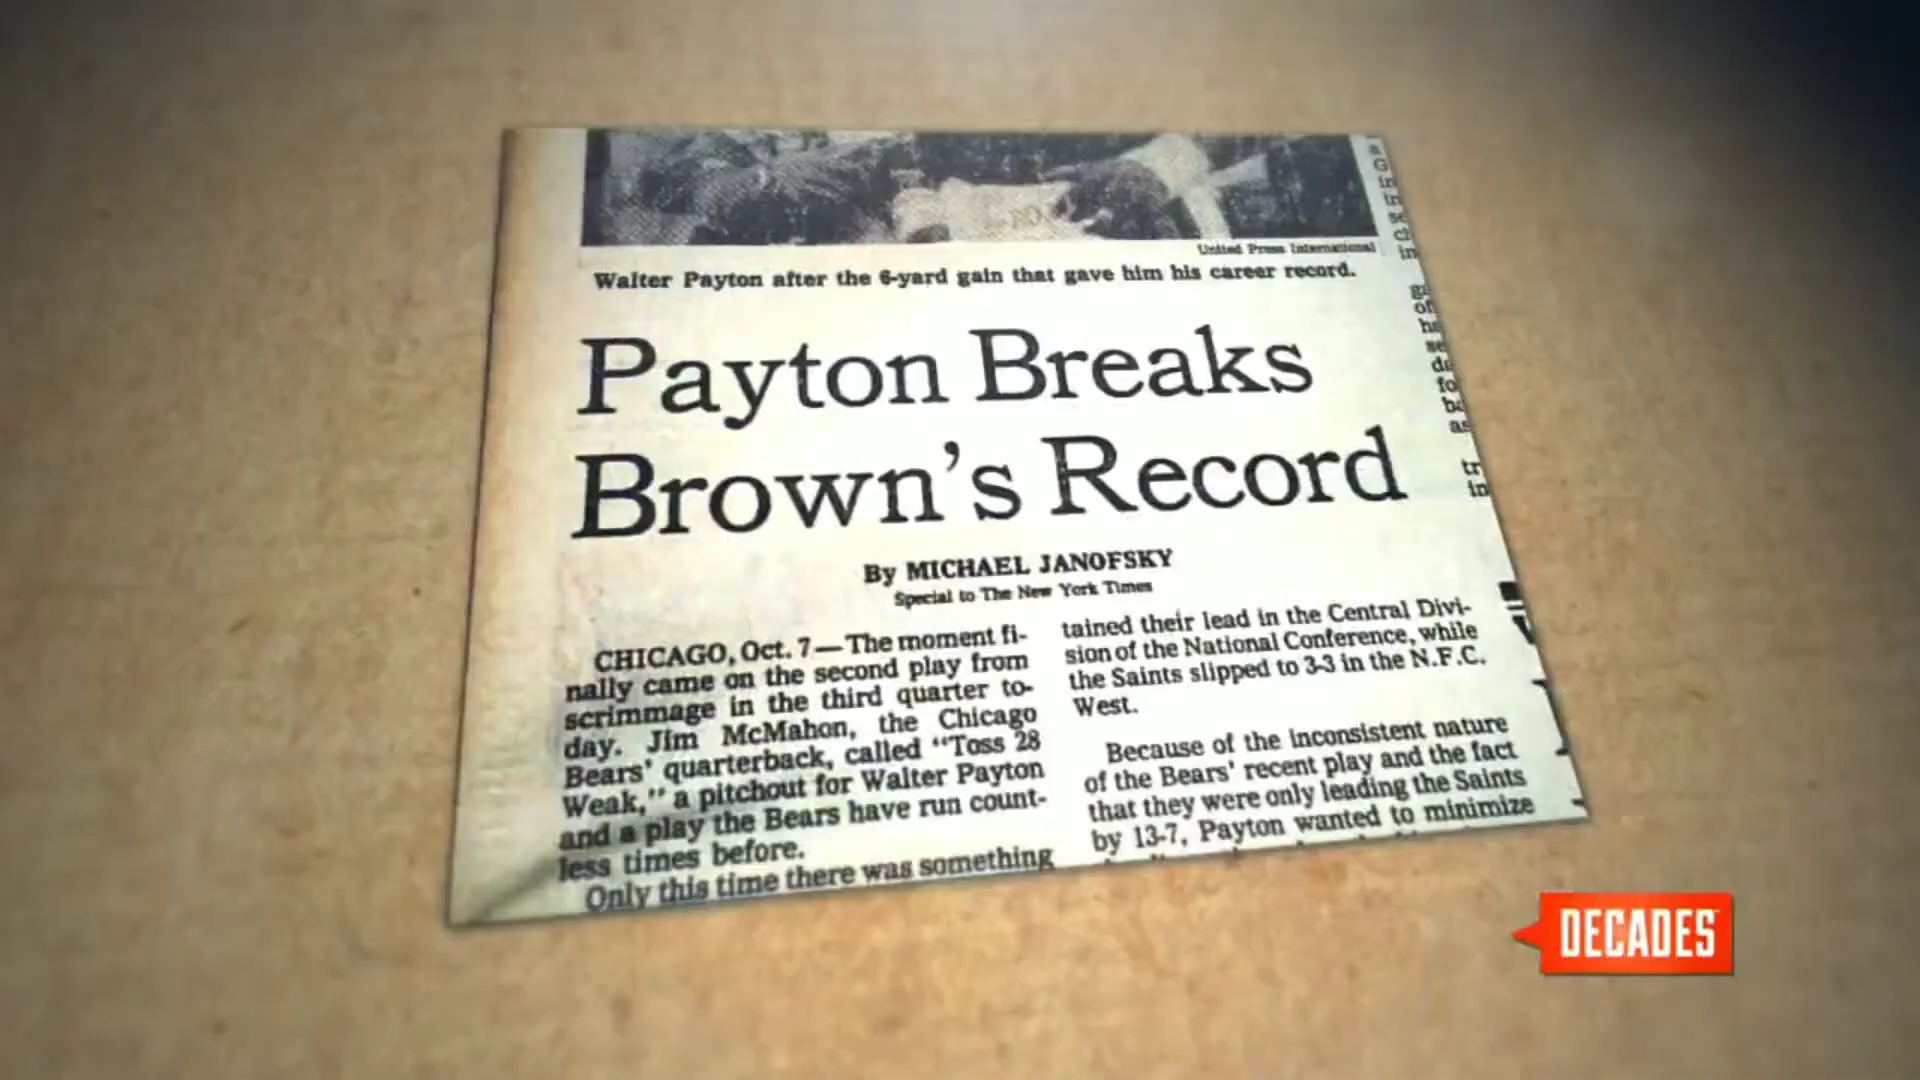 United Press International
Walter Payton after the 6-yard gain that gave him his career record.
Payton Breaks
Brown's Record
By MICHAEL JANOFSKY
Special to The New York Times
CHICAGO, Oct. 7—The moment fi-
nally came on the second play from
scrimmage in the third quarter to-
day. Jim McMahon, the Chicago
Bears' quarterback, called "Toss 28
Weak," a pitchout for Walter Payton
and a play the Bears have run count-
less times before.
Only this time there was something
tained their lead in the Central Divi-
sion of the National Conference, while
the Saints slipped to 3-3 in the N.F.C.
West.
Because of the inconsistent nature
of the Bears' recent play and the fact
that they were only leading the Saints
by 13-7, Payton wanted to minimize
DECADES